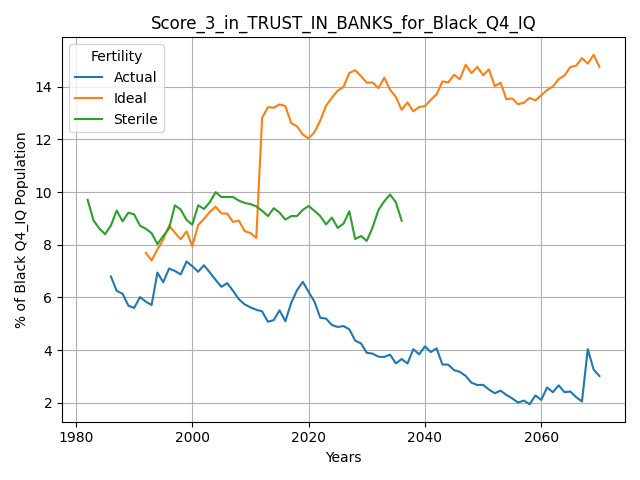 Score_3_in_TRUST_IN_BANKS_for_Black_Q4_IQ
Fertility
Actual
Ideal
Sterile
% of Black Q4_IQ Population
14
12
10
8
6
4
2
1980 2000 2020 2040 2060
Years